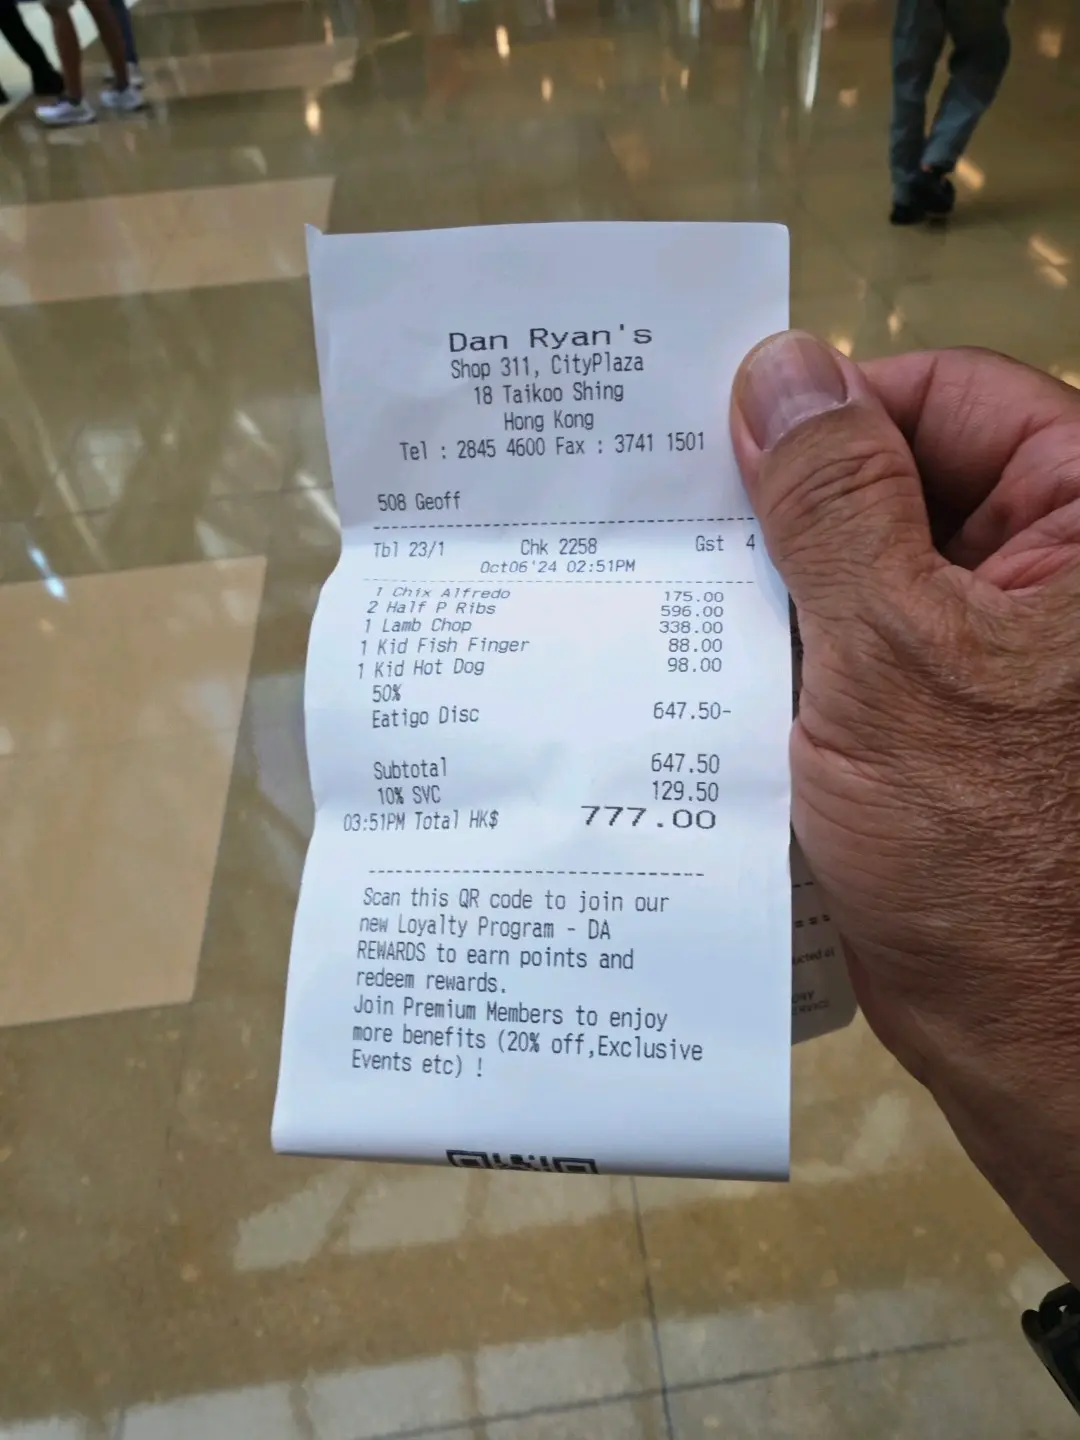 Dan Ryan's
Shop 311, CityPlaza
18 Taikoo Shing
Hong Kong
Tel : 2845 4600 Fax : 3741 1501
508 Geoff
Tbl 23/1 Chk 2258 Gst 4
Oct06'24 02:51PM
1 Chix Alfredo 175.00
2 Half P Ribs 596.00
1 Lamb Chop 338.00
1 Kid Fish Finger 88.00
1 Kid Hot Dog 98.00
50%
Eatigo Disc 647.50-
Subtotal 647.50
10% SVC 129.50
03:51PM Total HK$ 777.00
Scan this QR code to join our
new Loyalty Program - DA
REWARDS to earn points and
redeem rewards.
Join Premium Members to enjoy
more benefits (20% off,Exclusive
Events etc) !